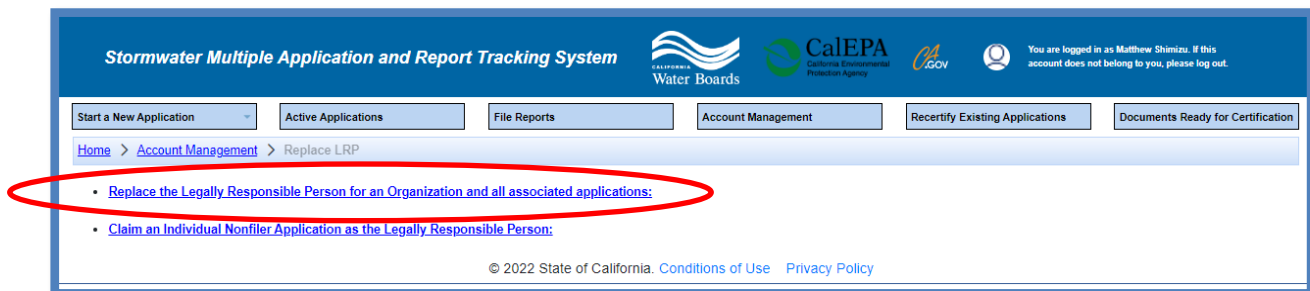 Stormwater Multiple Application and Report Tracking System
CALIFORNIA
Water Boards
CalEPA
California Environmental
Protection Agency
CA.GOV
You are logged in as Matthew Shimizu. If this
account does not belong to you, please log out.
Start a New Application
Active Applications
File Reports
Account Management
Recertify Existing Applications
Documents Ready for Certification
Home > Account Management > Replace LRP
• Replace the Legally Responsible Person for an Organization and all associated applications:
• Claim an Individual Nonfiler Application as the Legally Responsible Person:
© 2022 State of California. Conditions of Use Privacy Policy